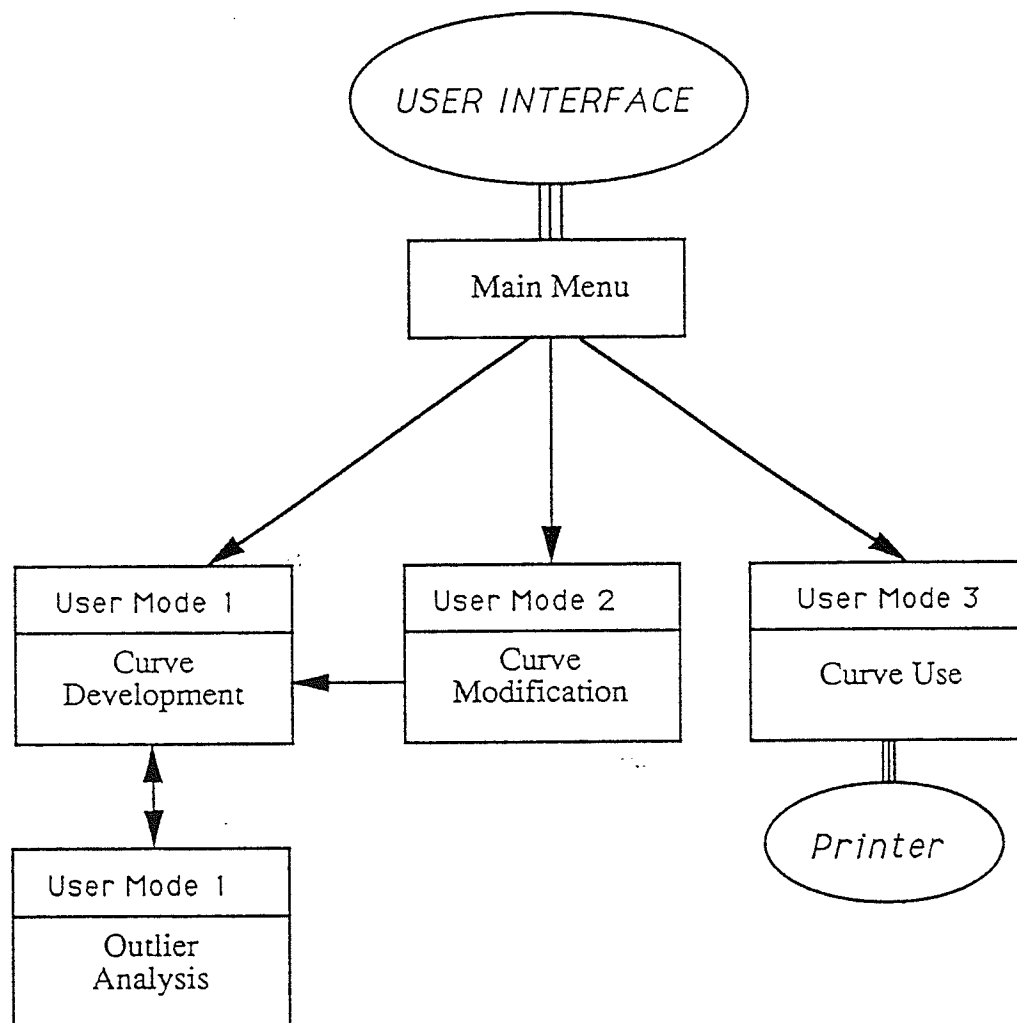 USER INTERFACE
Main Menu
User Mode 1
Curve
Development
User Mode 2
Curve
Modification
User Mode 3
Curve Use
Printer
User Mode 1
Outlier
Analysis